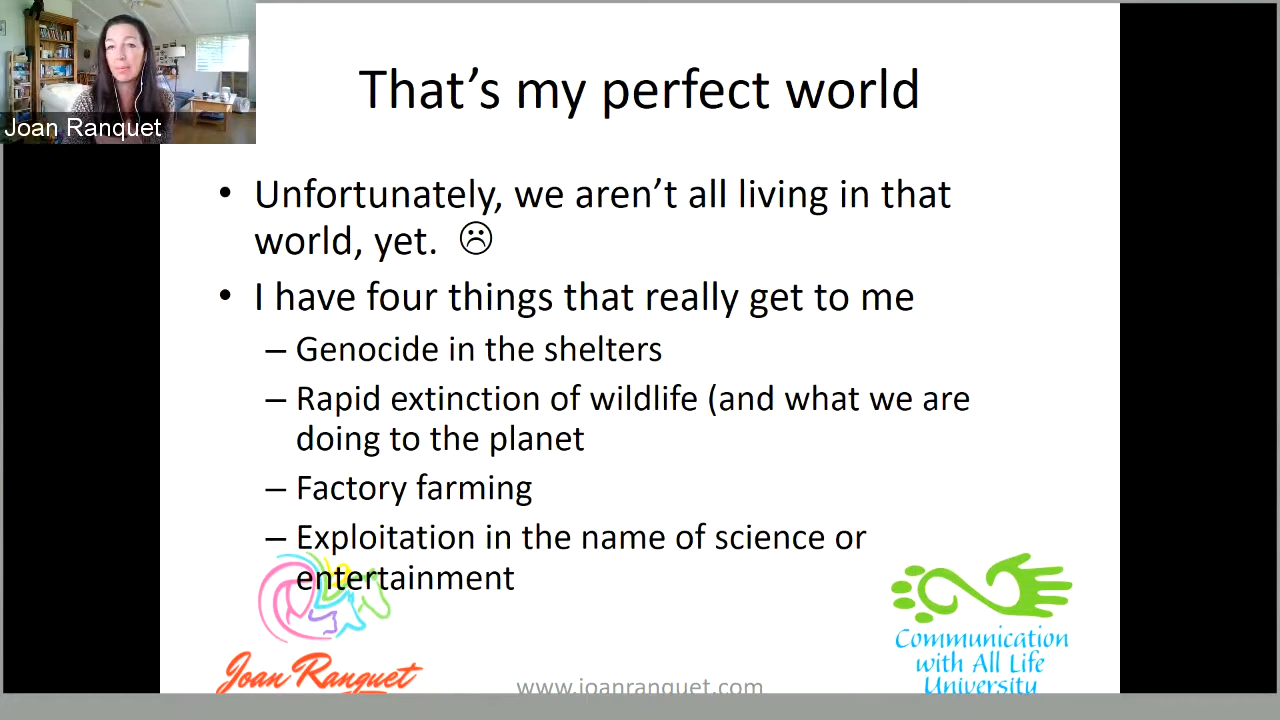 Joan Ranquet
That's my perfect world
• Unfortunately, we aren't all living in that
world, yet. ☹
• I have four things that really get to me
– Genocide in the shelters
– Rapid extinction of wildlife (and what we are
doing to the planet
– Factory farming
– Exploitation in the name of science or
entertainment
Joan Ranquet
www.joanranquet.com
Communication
with All Life
University